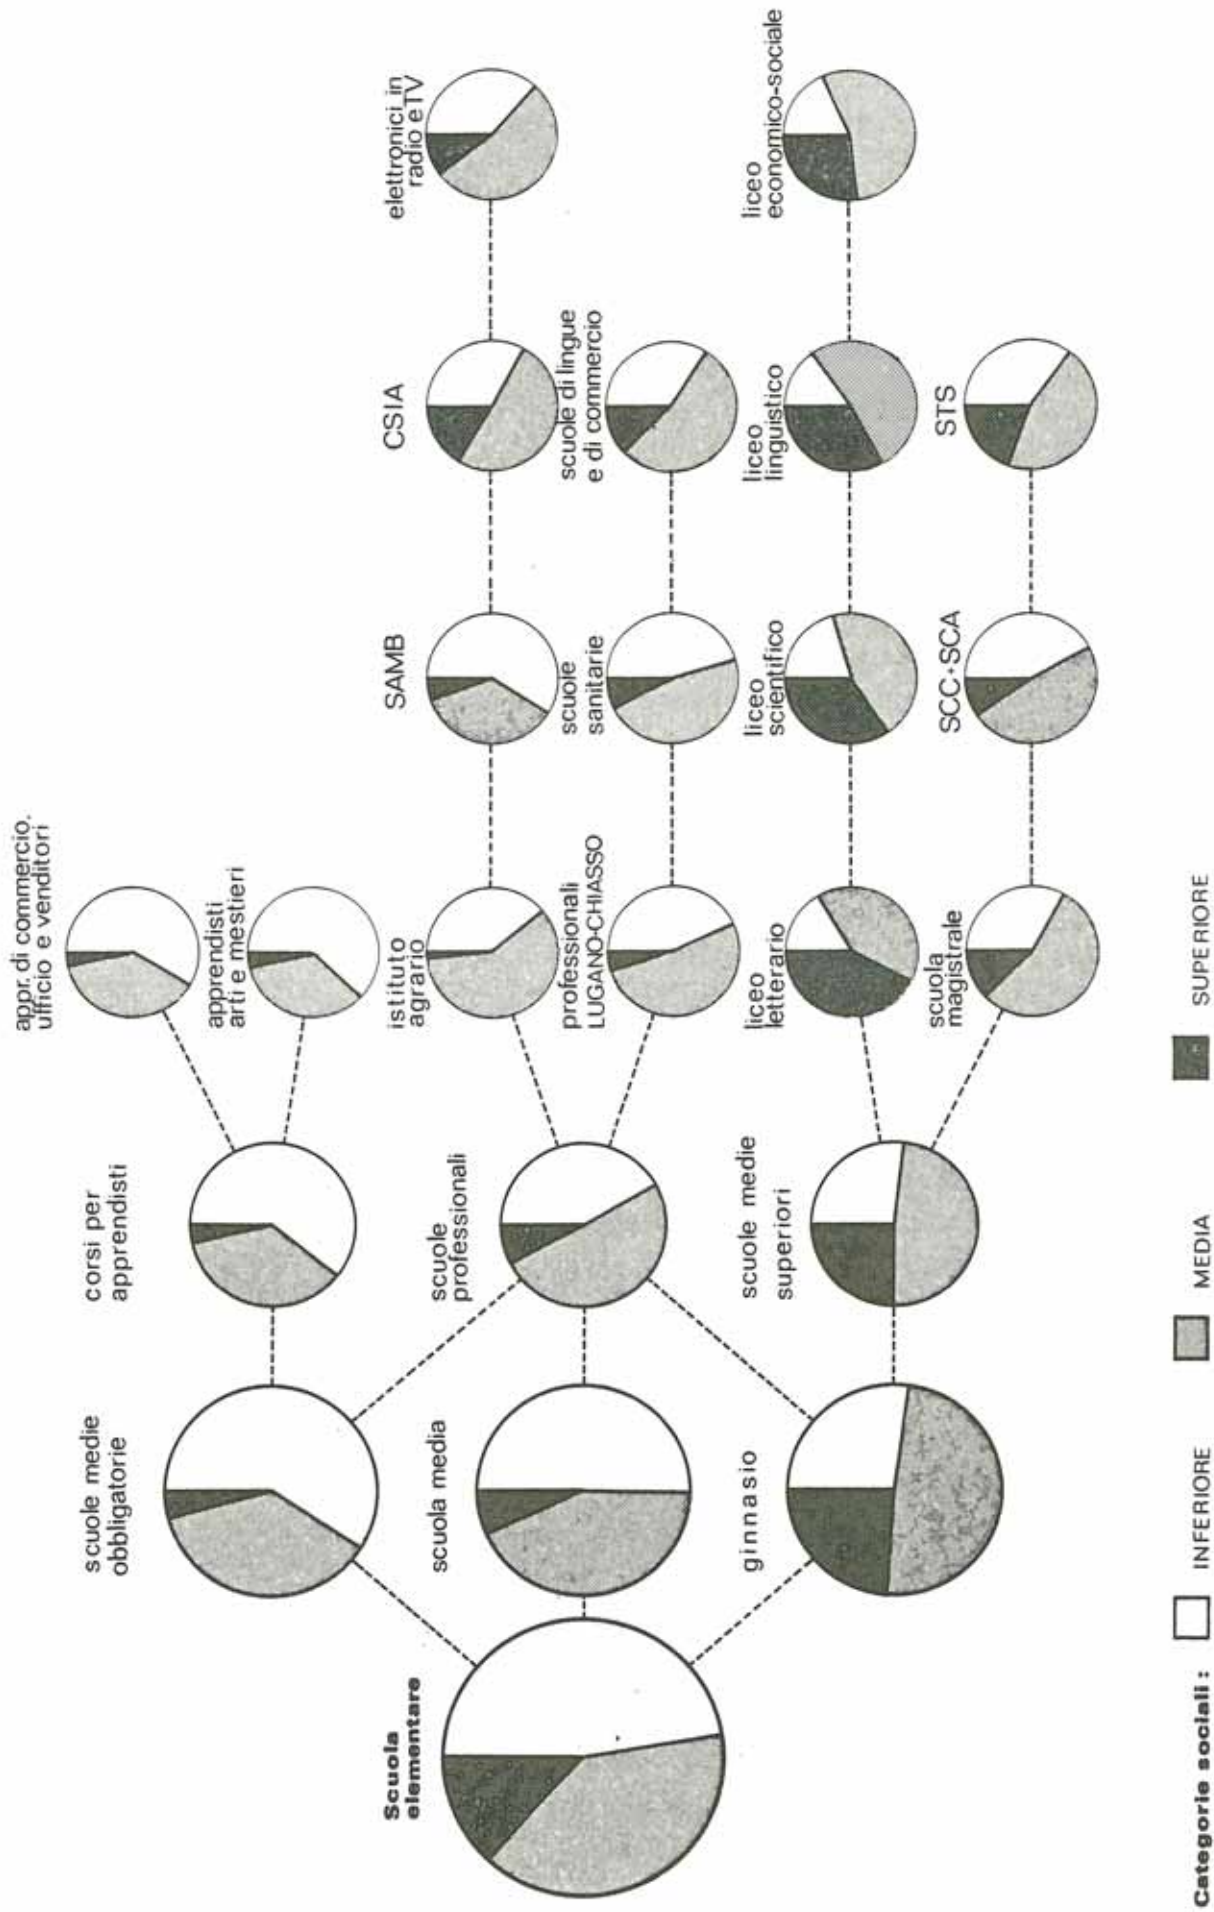 Scuola
elementare
scuole medie
obbligatorie
scuola media
ginnasio
corsi per
apprendisti
scuole
professionali
scuole medie
superiori
appr. di commercio,
ufficio e venditori
apprendisti
arti e mestieri
istituto
agrario
professionali
LUGANO-CHIASSO
liceo
letterario
scuola
magistrale
SAMB
scuole
sanitarie
liceo
scientifico
SCC+SCA
CSIA
scuole di lingue
e di commercio
liceo
linguistico
STS
elettronici in
radio e TV
liceo
economico-sociale
Categorie sociali :
INFERIORE
MEDIA
SUPERIORE